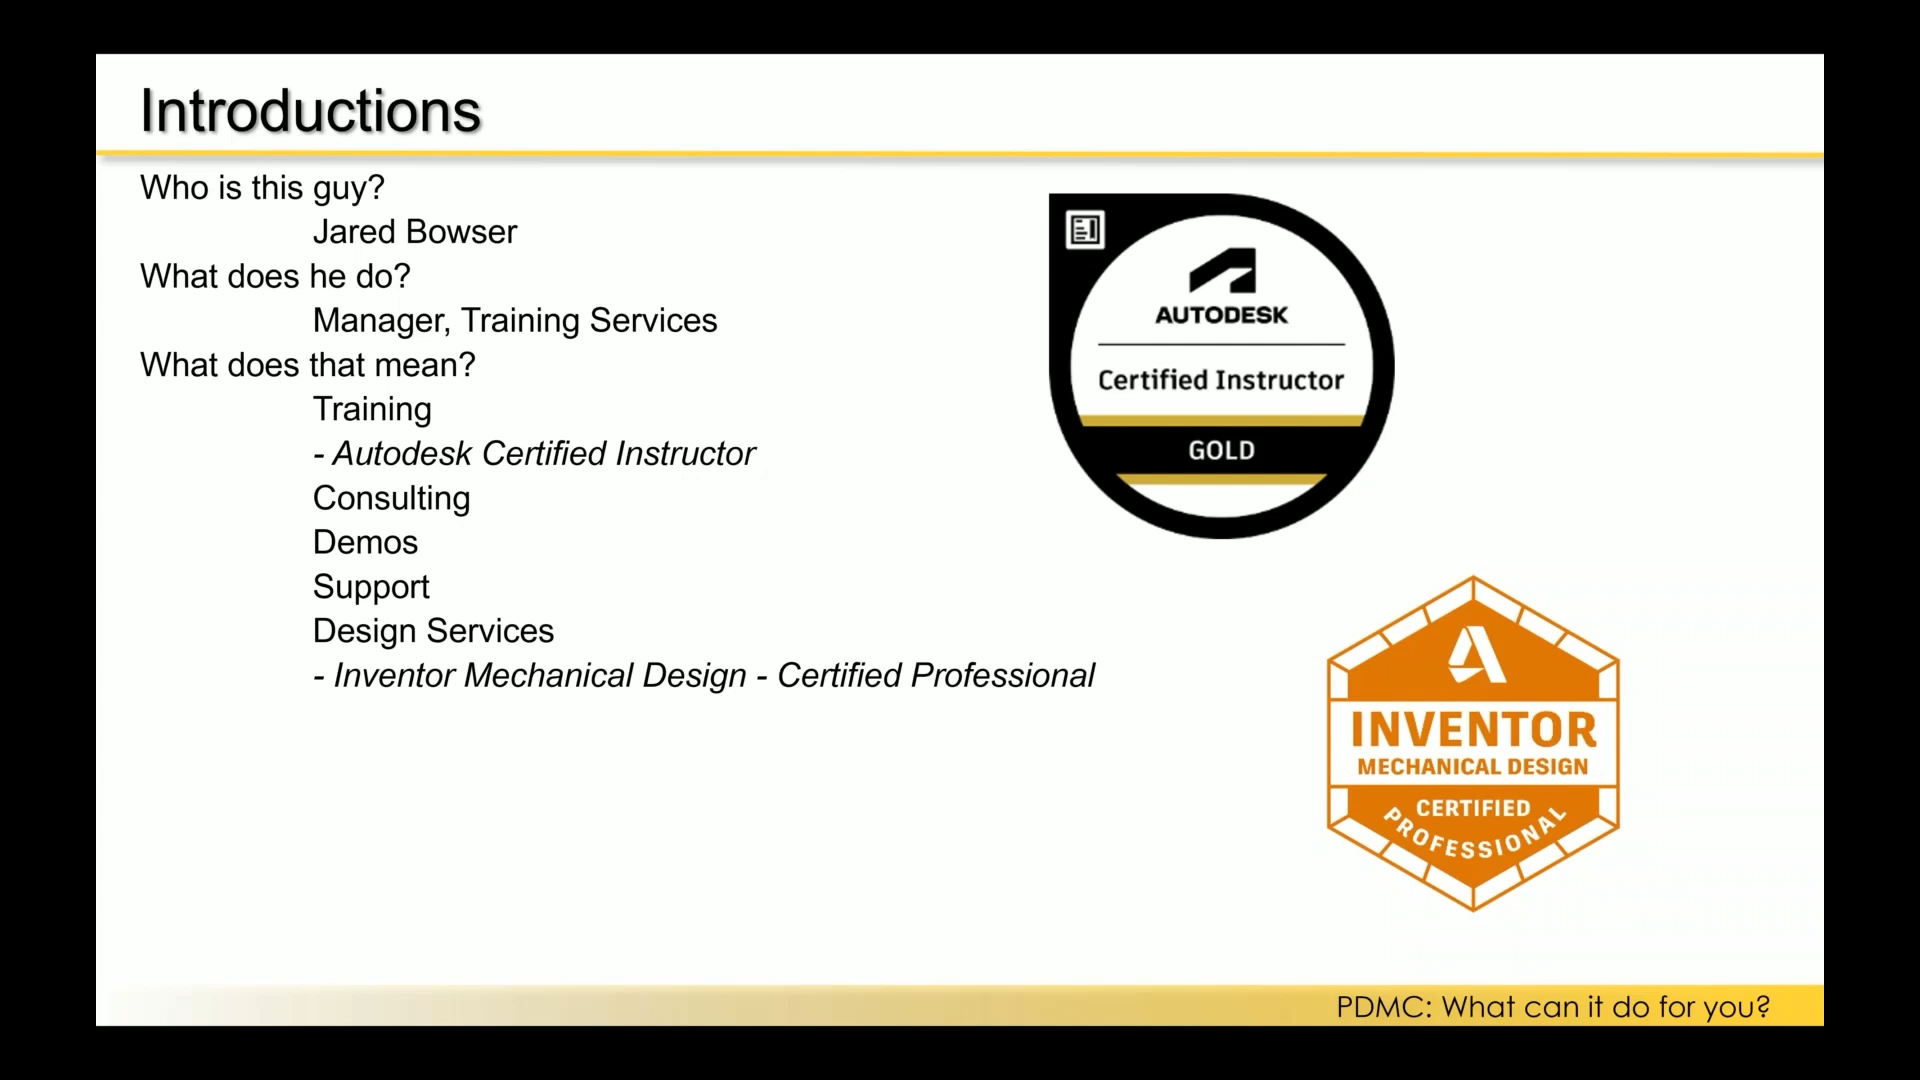 Introductions
Who is this guy?
Jared Bowser
What does he do?
Manager, Training Services
What does that mean?
Training
- Autodesk Certified Instructor
Consulting
Demos
Support
Design Services
- Inventor Mechanical Design - Certified Professional
AUTODESK
Certified Instructor
GOLD
INVENTOR
MECHANICAL DESIGN
CERTIFIED
PROFESSIONAL
PDMC: What can it do for you?